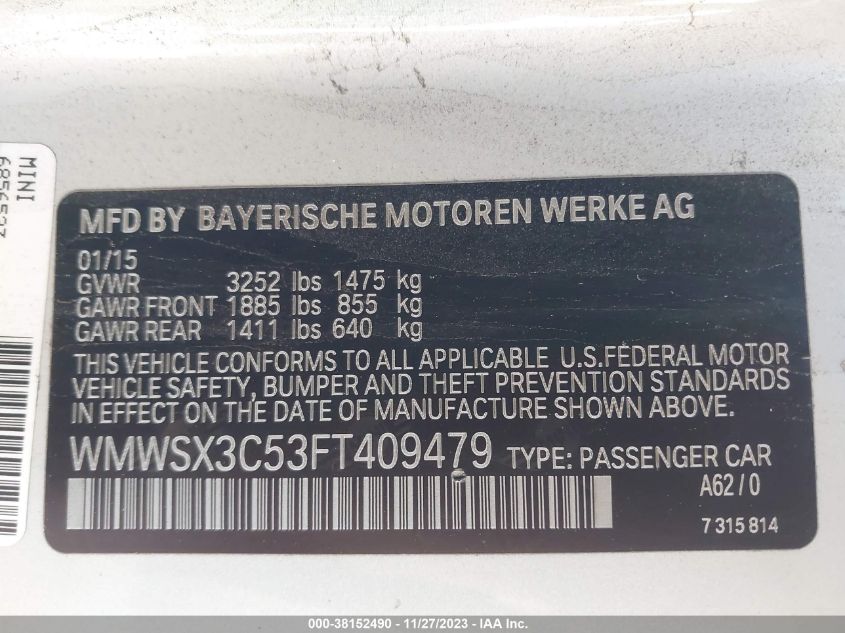 MINI
MFD BY BAYERISCHE MOTOREN WERKE AG
01/15
GVWR 3252 lbs 1475 kg
GAWR FRONT 1885 lbs 855 kg
GAWR REAR 1411 lbs 640 kg
THIS VEHICLE CONFORMS TO ALL APPLICABLE U.S.FEDERAL MOTOR
VEHICLE SAFETY, BUMPER AND THEFT PREVENTION STANDARDS
IN EFFECT ON THE DATE OF MANUFACTURE SHOWN ABOVE.
WMWSX3C53FT409479 TYPE: PASSENGER CAR
A62/0
7 315 814
000-38152490 - 11/27/2023 - IAA Inc.